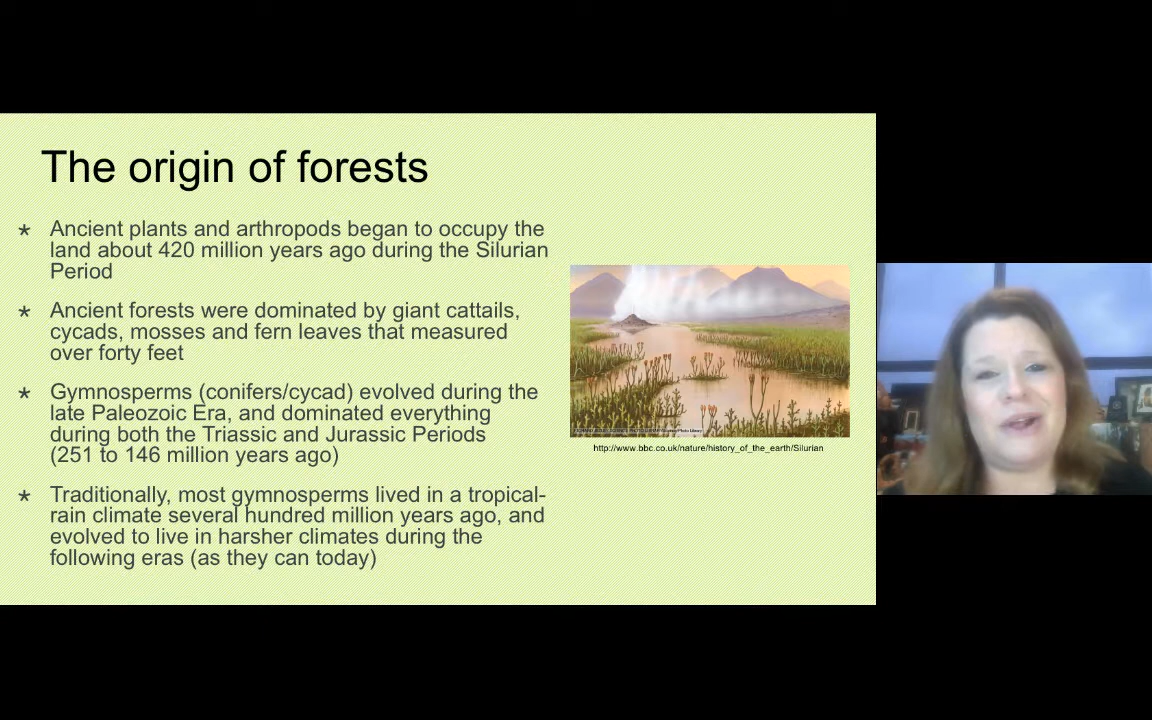 The origin of forests
* Ancient plants and arthropods began to occupy the
land about 420 million years ago during the Silurian
Period
* Ancient forests were dominated by giant cattails,
cycads, mosses and fern leaves that measured
over forty feet
* Gymnosperms (conifers/cycad) evolved during the
late Paleozoic Era, and dominated everything
during both the Triassic and Jurassic Periods
(251 to 146 million years ago)
* Traditionally, most gymnosperms lived in a tropical-
rain climate several hundred million years ago, and
evolved to live in harsher climates during the
following eras (as they can today)
http://www.bbc.co.uk/nature/history_of_the_earth/Silurian